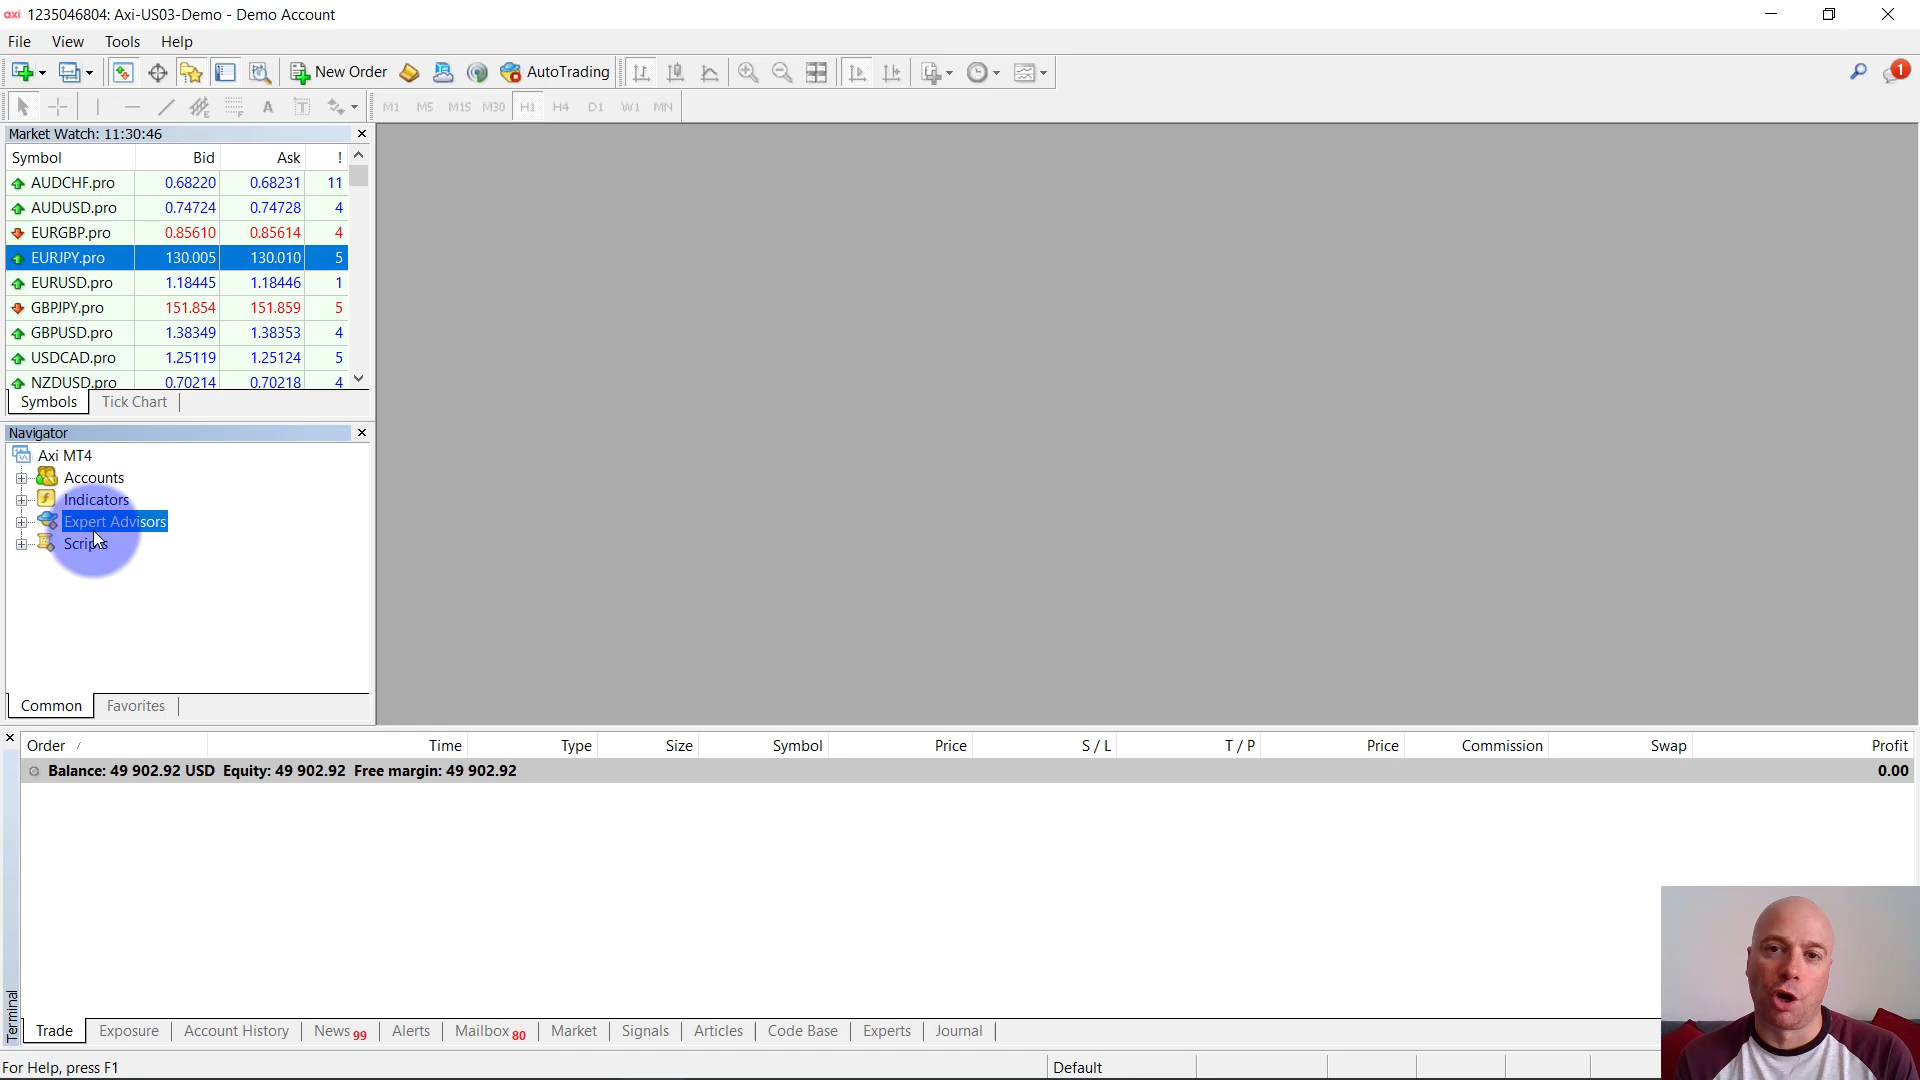 axi 1235046804: Axi-US03-Demo - Demo Account
File View Tools Help
New Order AutoTrading 1
A T M1 M5 M15 M30 H1 H4 D1 W1 MN
Market Watch: 11:30:46
Symbol Bid Ask !
AUDCHF.pro 0.68220 0.68231 11
AUDUSD.pro 0.74724 0.74728 4
EURGBP.pro 0.85610 0.85614 4
EURJPY.pro 130.005 130.010 5
EURUSD.pro 1.18445 1.18446 1
GBPJPY.pro 151.854 151.859 5
GBPUSD.pro 1.38349 1.38353 4
USDCAD.pro 1.25119 1.25124 5
NZDUSD.pro 0.70214 0.70218 4
Symbols Tick Chart
Navigator
Axi MT4
Accounts
Indicators
Expert Advisors
Scripts
Common Favorites
Order / Time Type Size Symbol Price S / L T / P Price Commission Swap Profit
Balance: 49 902.92 USD Equity: 49 902.92 Free margin: 49 902.92 0.00
Terminal
Trade Exposure Account History News 99 Alerts Mailbox 80 Market Signals Articles Code Base Experts Journal
For Help, press F1 Default